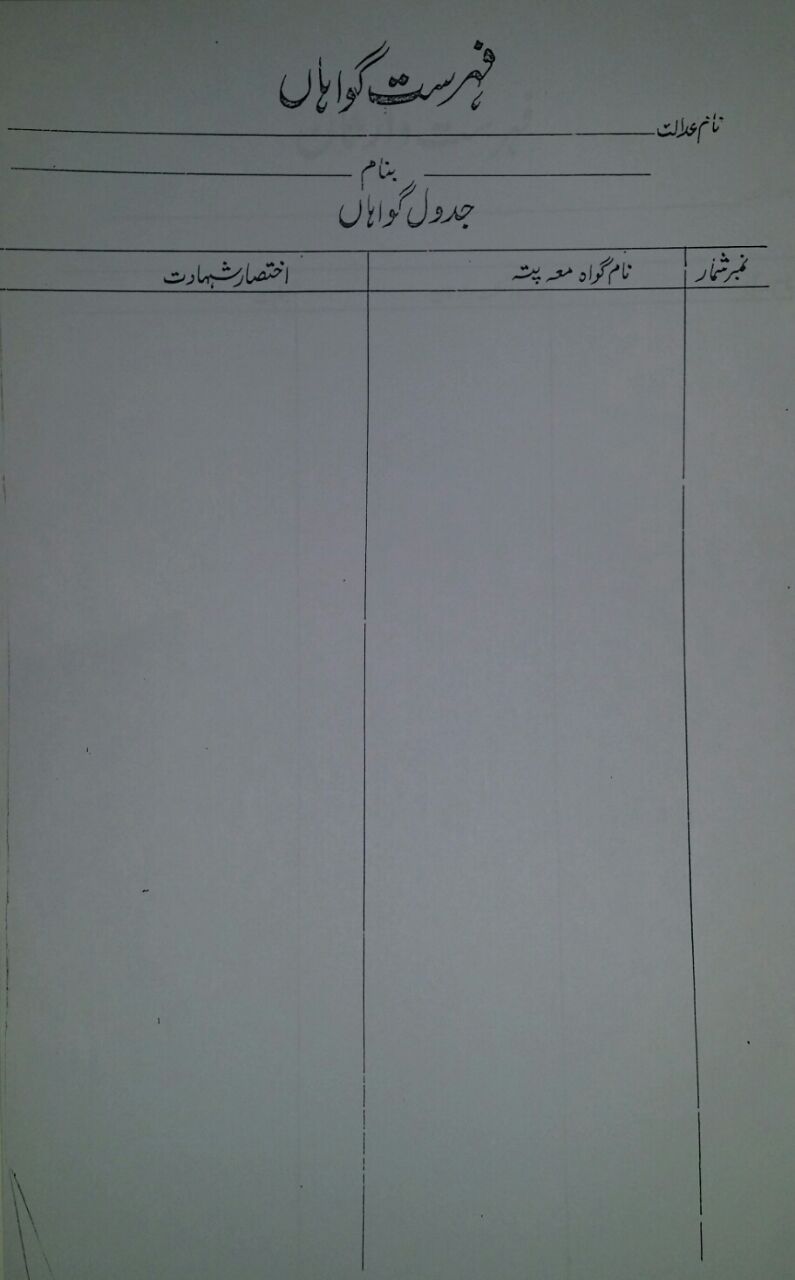 فہرست گواہاں
نام عدالت
بنام
جدول گواہاں
نمبر شمار نام گواہ معہ پتہ اختصار شہادت